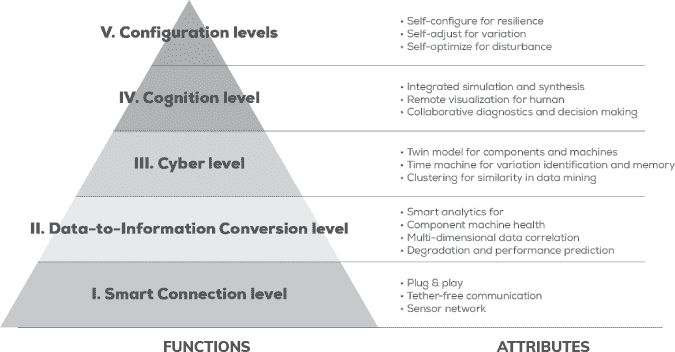 V. Configuration levels
• Self-configure for resilience
• Self-adjust for variation
• Self-optimize for disturbance
IV. Cognition level
• Integrated simulation and synthesis
• Remote visualization for human
• Collaborative diagnostics and decision making
III. Cyber level
• Twin model for components and machines
• Time machine for variation identification and memory
• Clustering for similarity in data mining
II. Data-to-Information Conversion level
• Smart analytics for
• Component machine health
• Multi-dimensional data correlation
• Degradation and performance prediction
I. Smart Connection level
• Plug & play
• Tether-free communication
• Sensor network
FUNCTIONS
ATTRIBUTES